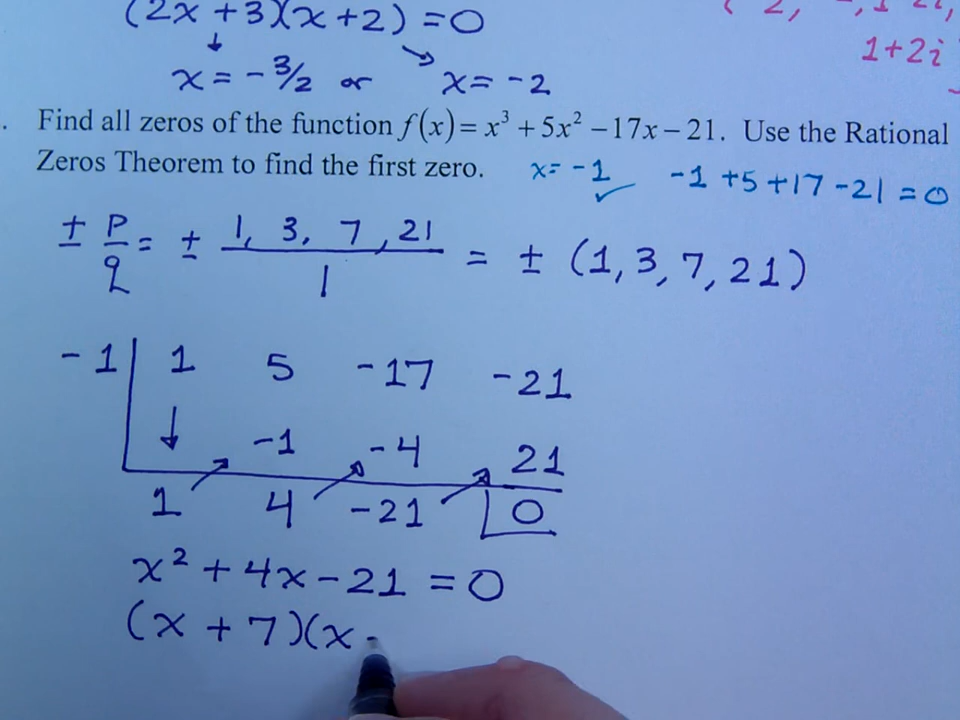 (2x + 3)(x + 2) = 0
x = -3/2 or x = -2
1+2i
. Find all zeros of the function f(x) = x³ + 5x² − 17x − 21. Use the Rational
Zeros Theorem to find the first zero. x = -1 ✓ -1 + 5 + 17 - 21 = 0
± p/q = ± 1, 3, 7, 21 / 1 = ± (1, 3, 7, 21)
-1 | 1 5 -17 -21
↓ -1 -4 21
1 4 -21 0
x² + 4x - 21 = 0
(x + 7)(x -